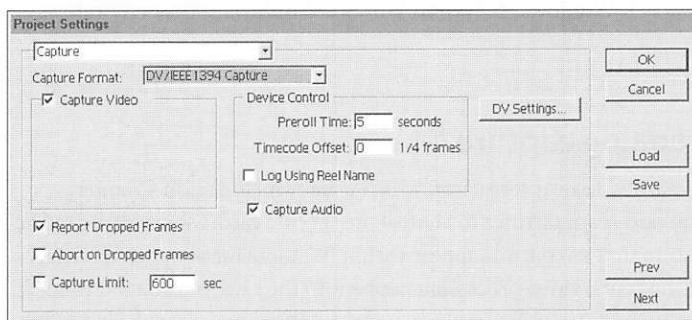 Project Settings
Capture
Capture Format: DV/IEEE1394 Capture
Capture Video
Device Control
Preroll Time: 5 seconds
Timecode Offset: 0 1/4 frames
Log Using Reel Name
Capture Audio
Report Dropped Frames
Abort on Dropped Frames
Capture Limit: 600 sec
DV Settings...
OK
Cancel
Load
Save
Prev
Next